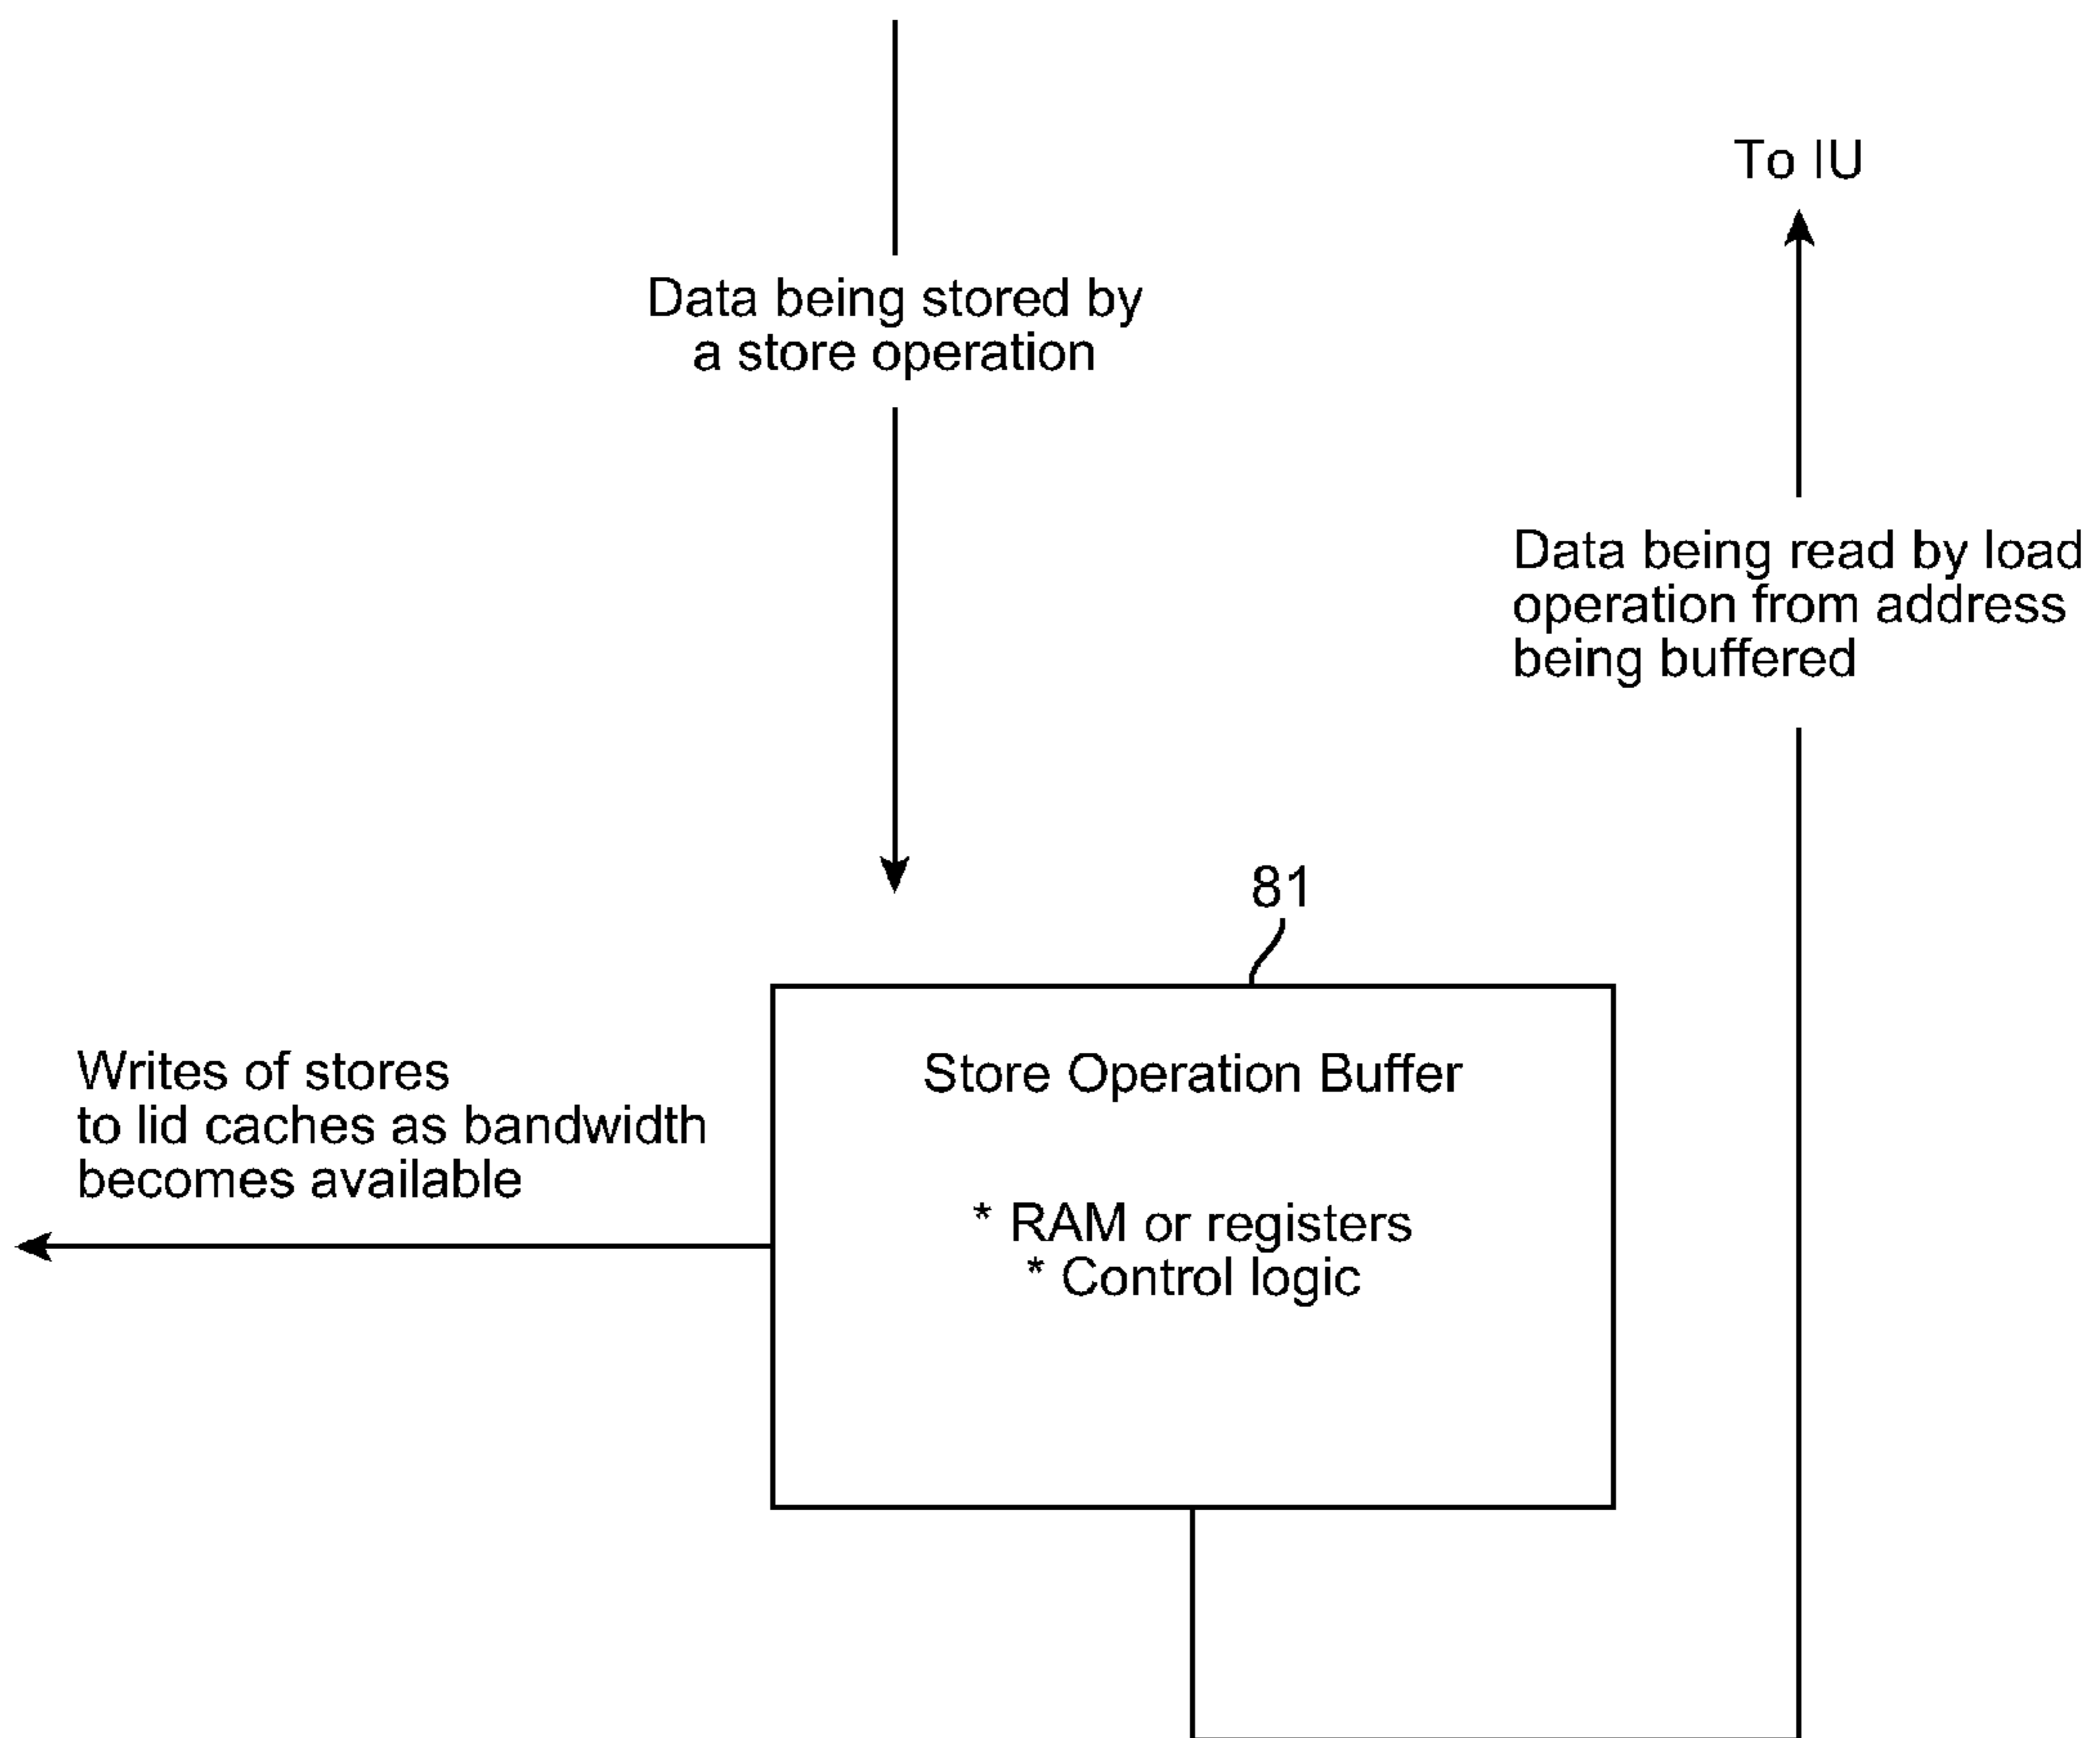 To IU
Data being stored by
a store operation
Data being read by load
operation from address
being buffered
81
Writes of stores
to lid caches as bandwidth
becomes available
Store Operation Buffer
* RAM or registers
* Control logic